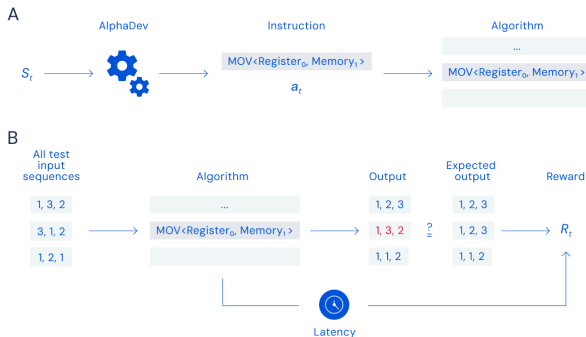 A
AlphaDev
Instruction
Algorithm
...
S_t
MOV<Register₀, Memory₁>
MOV<Register₀, Memory₁>
a_t
B
All test
input
sequences
Algorithm
Output
Expected
output
Reward
1, 3, 2
...
1, 2, 3
1, 2, 3
3, 1, 2
MOV<Register₀, Memory₁>
1, 3, 2
?
=
1, 2, 3
R_t
1, 2, 1
1, 1, 2
1, 1, 2
Latency